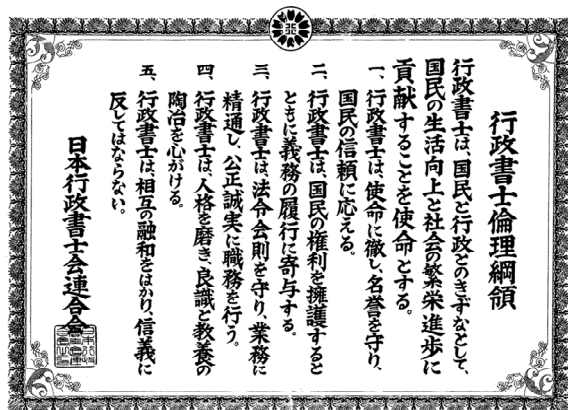 行政書士倫理綱領
行政書士は、国民と行政とのきずなとして、
国民の生活向上と社会の繁栄進歩に
貢献することを使命とする。
一、行政書士は、使命に徹し、名誉を守り、
国民の信頼に応える。
二、行政書士は、国民の権利を擁護すると
ともに義務の履行に寄与する。
三、行政書士は、法令会則を守り、業務に
精通し、公正誠実に職務を行う。
四、行政書士は、人格を磨き、良識と教養の
陶冶を心がける。
五、行政書士は、相互の融和をはかり、信義に
反してはならない。
日本行政書士会連合会